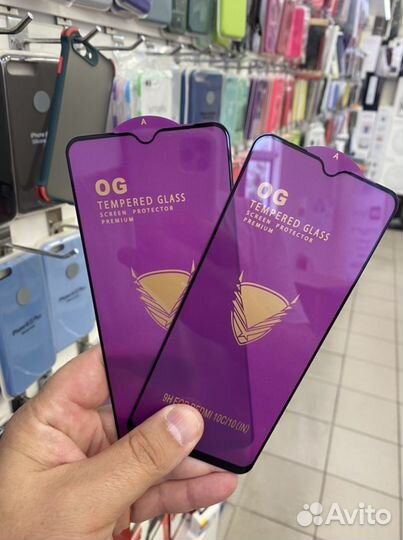 A
OG
TEMPERED GLASS
SCREEN PROTECTOR
PREMIUM
A
OG
TEMPERED GLASS
SCREEN PROTECTOR
PREMIUM
9H FOR REDMI 10C/10(IN)
Avito